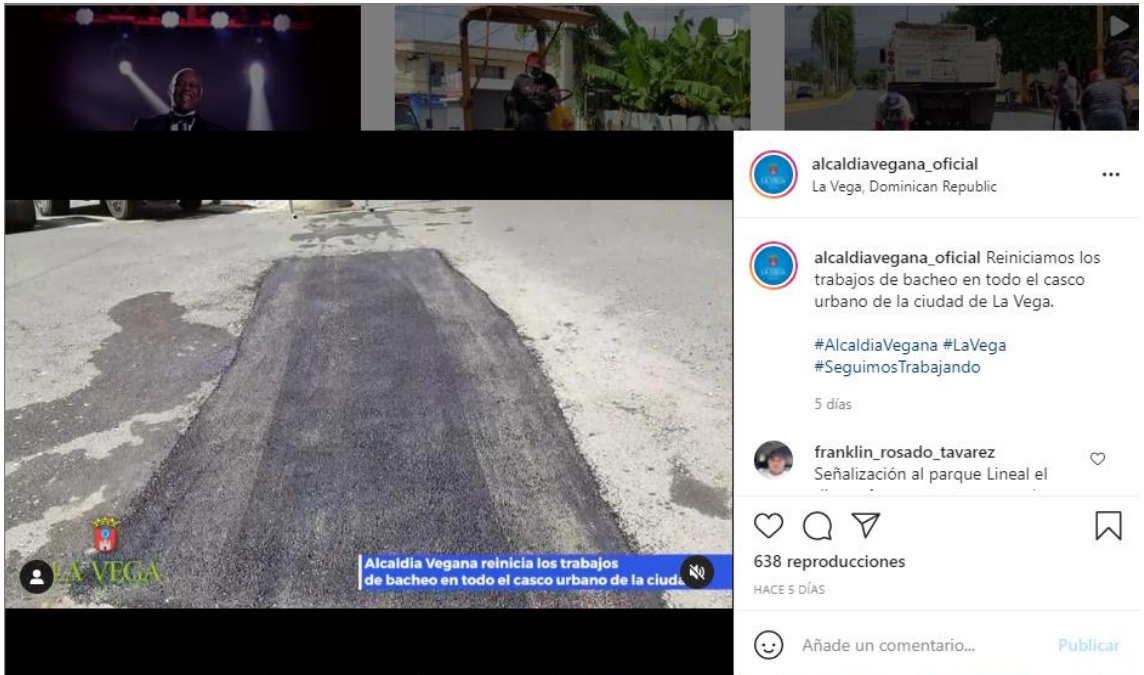 alcaldiavegana_oficial
La Vega, Dominican Republic
alcaldiavegana_oficial Reiniciamos los
trabajos de bacheo en todo el casco
urbano de la ciudad de La Vega.
#AlcaldiaVegana #LaVega
#SeguimosTrabajando
5 días
franklin_rosado_tavarez
Señalización al parque Lineal el
638 reproducciones
HACE 5 DÍAS
Añade un comentario...
Publicar
LA VEGA
Alcaldia Vegana reinicia los trabajos
de bacheo en todo el casco urbano de la